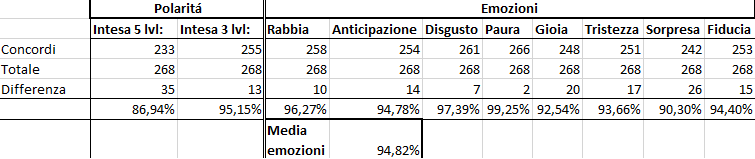 Polaritá Emozioni
Intesa 5 lvl: Intesa 3 lvl: Rabbia Anticipazione Disgusto Paura Gioia Tristezza Sorpresa Fiducia
Concordi 233 255 258 254 261 266 248 251 242 253
Totale 268 268 268 268 268 268 268 268 268 268
Differenza 35 13 10 14 7 2 20 17 26 15
86,94% 95,15% 96,27% 94,78% 97,39% 99,25% 92,54% 93,66% 90,30% 94,40%
Media
emozioni 94,82%